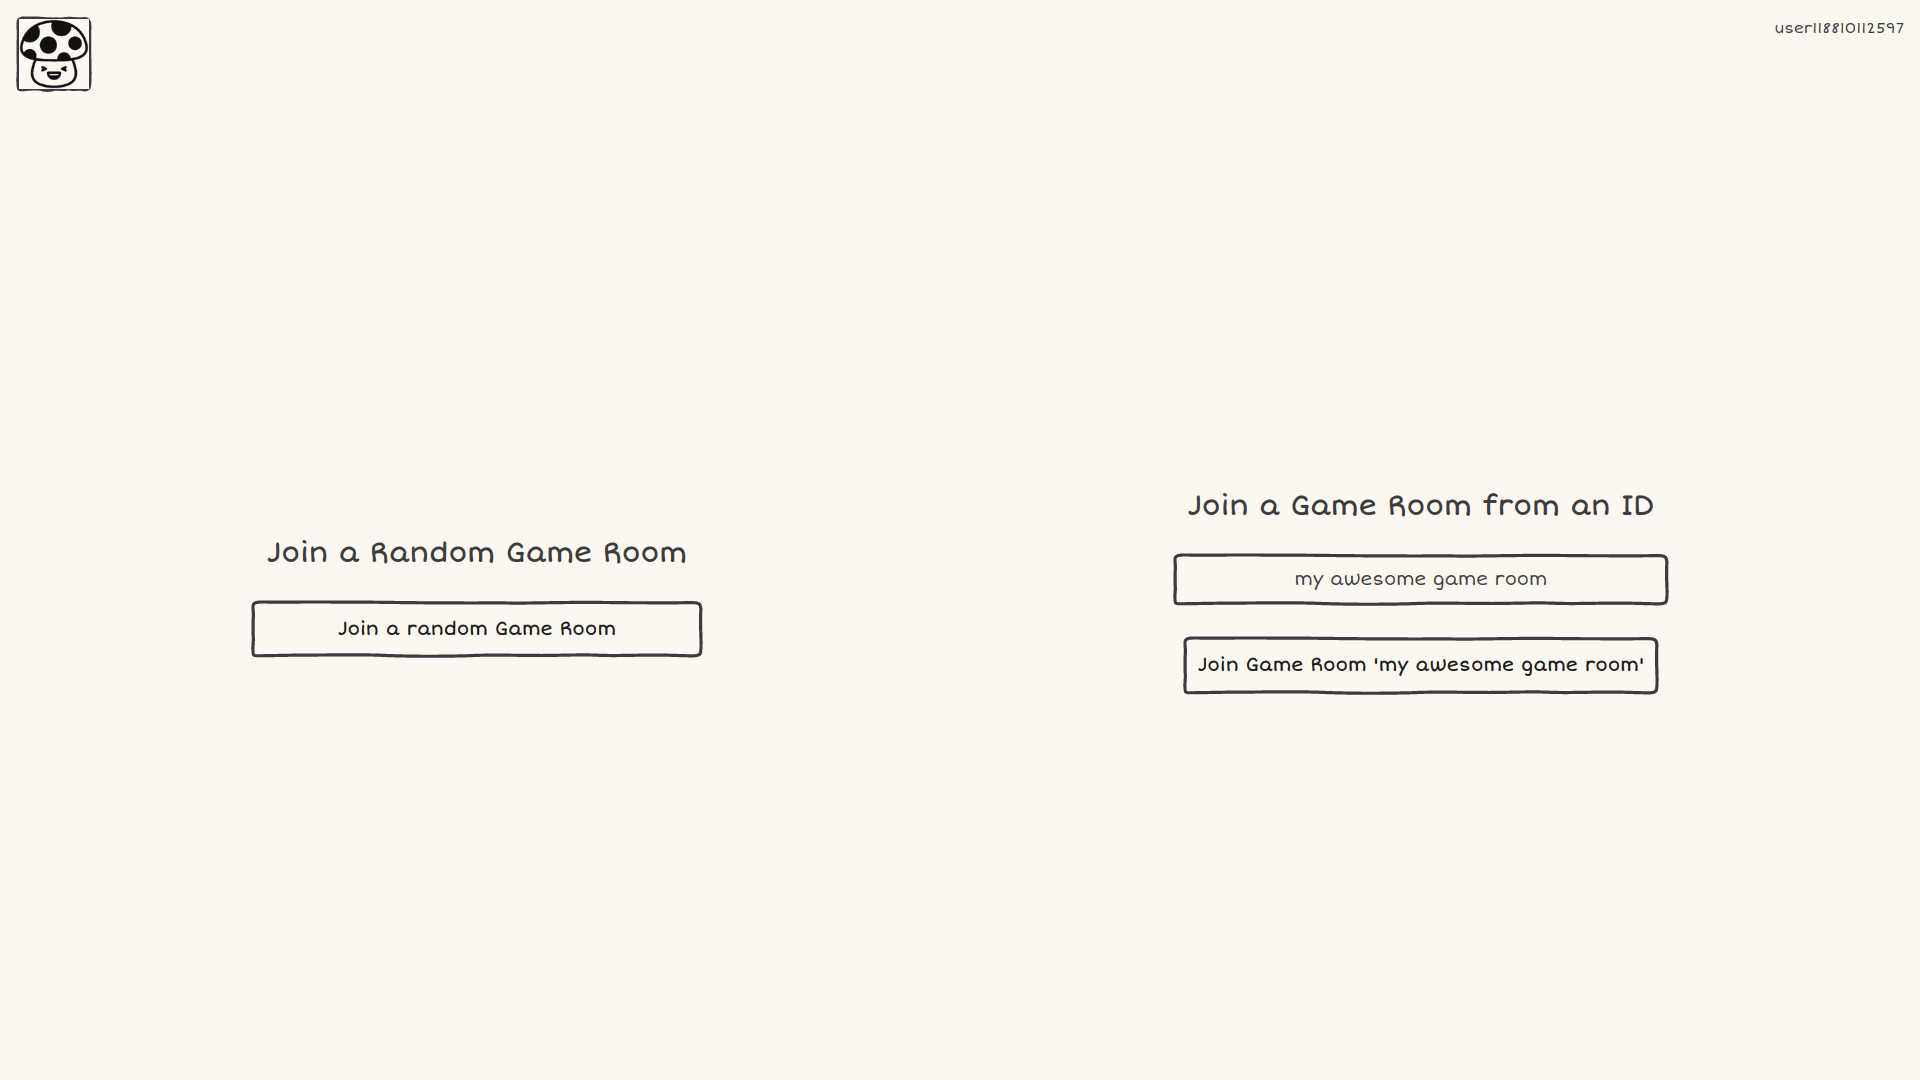 user118810112597
Join a Random Game Room
Join a random Game Room
Join a Game Room from an ID
my awesome game room
Join Game Room 'my awesome game room'